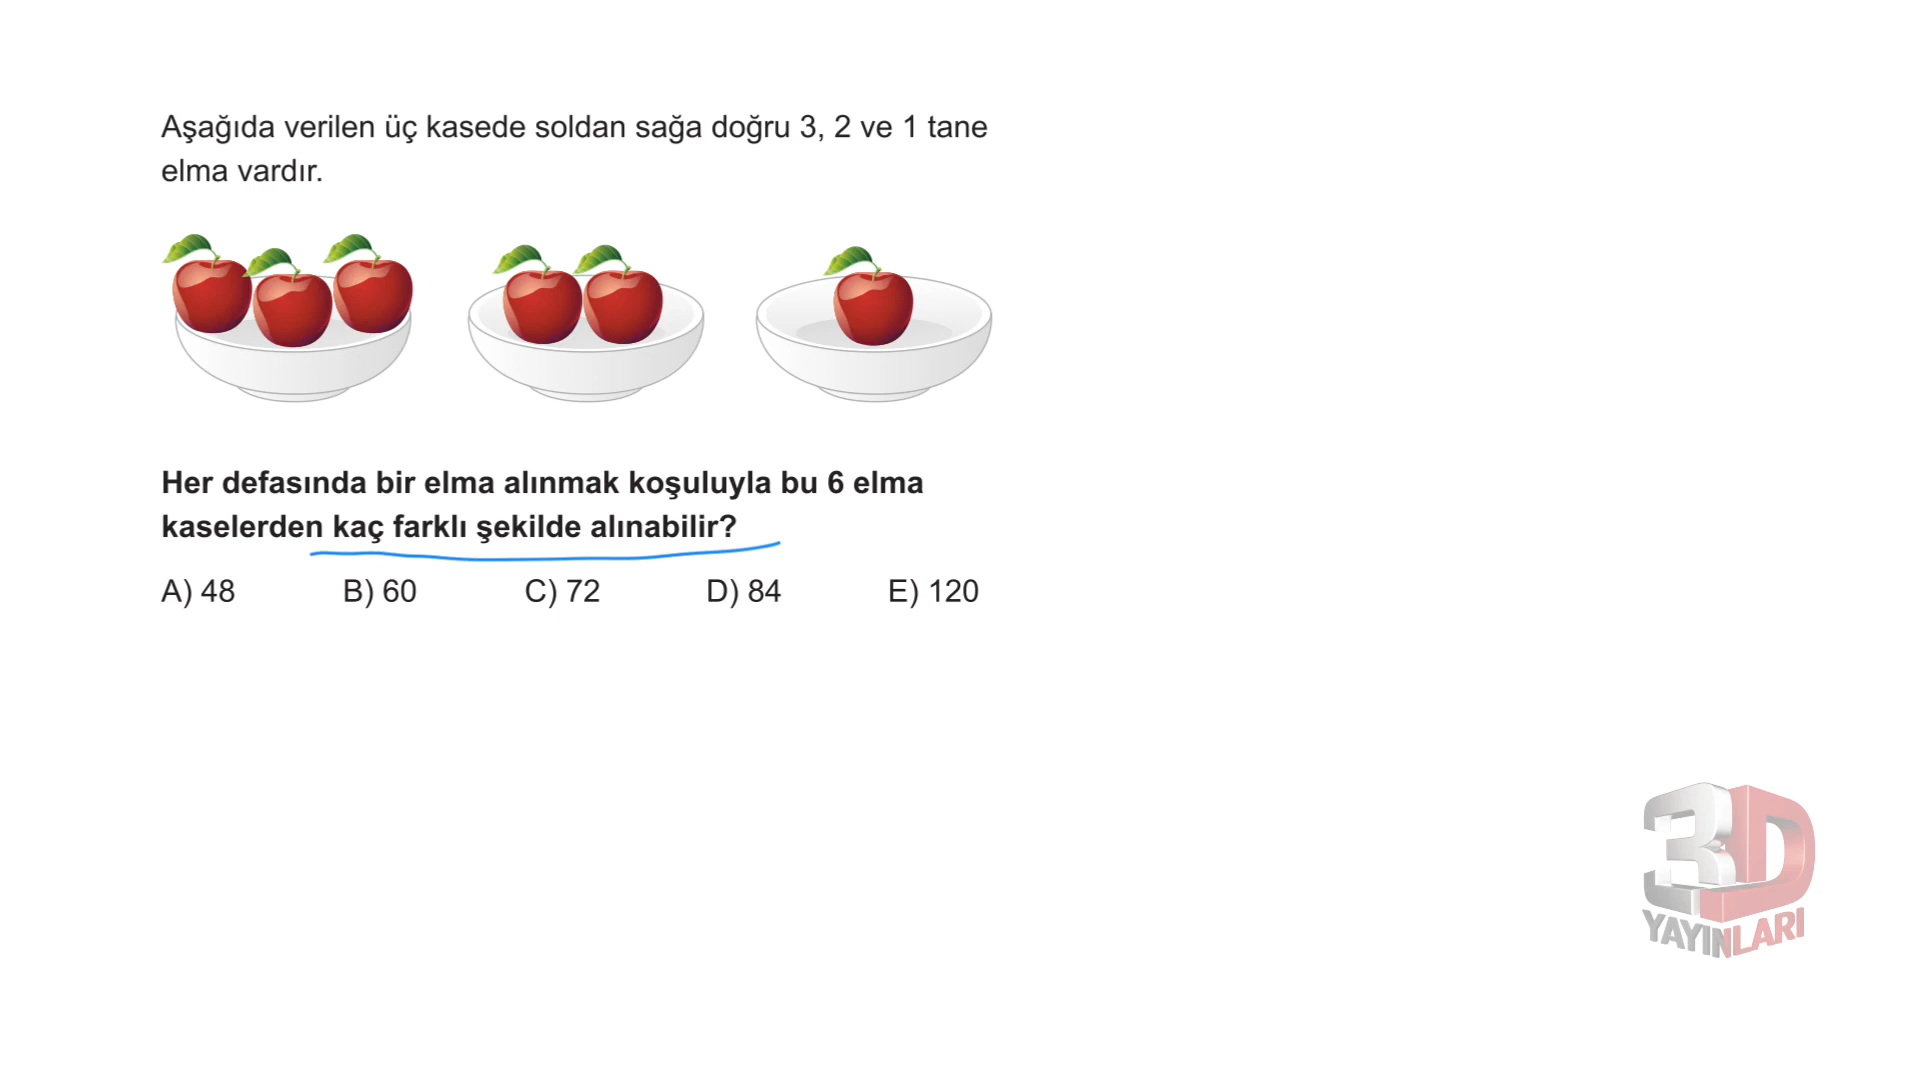 Aşağıda verilen üç kasede soldan sağa doğru 3, 2 ve 1 tane
elma vardır.
Her defasında bir elma alınmak koşuluyla bu 6 elma
kaselerden kaç farklı şekilde alınabilir?
A) 48 B) 60 C) 72 D) 84 E) 120
3D
YAYINLARI